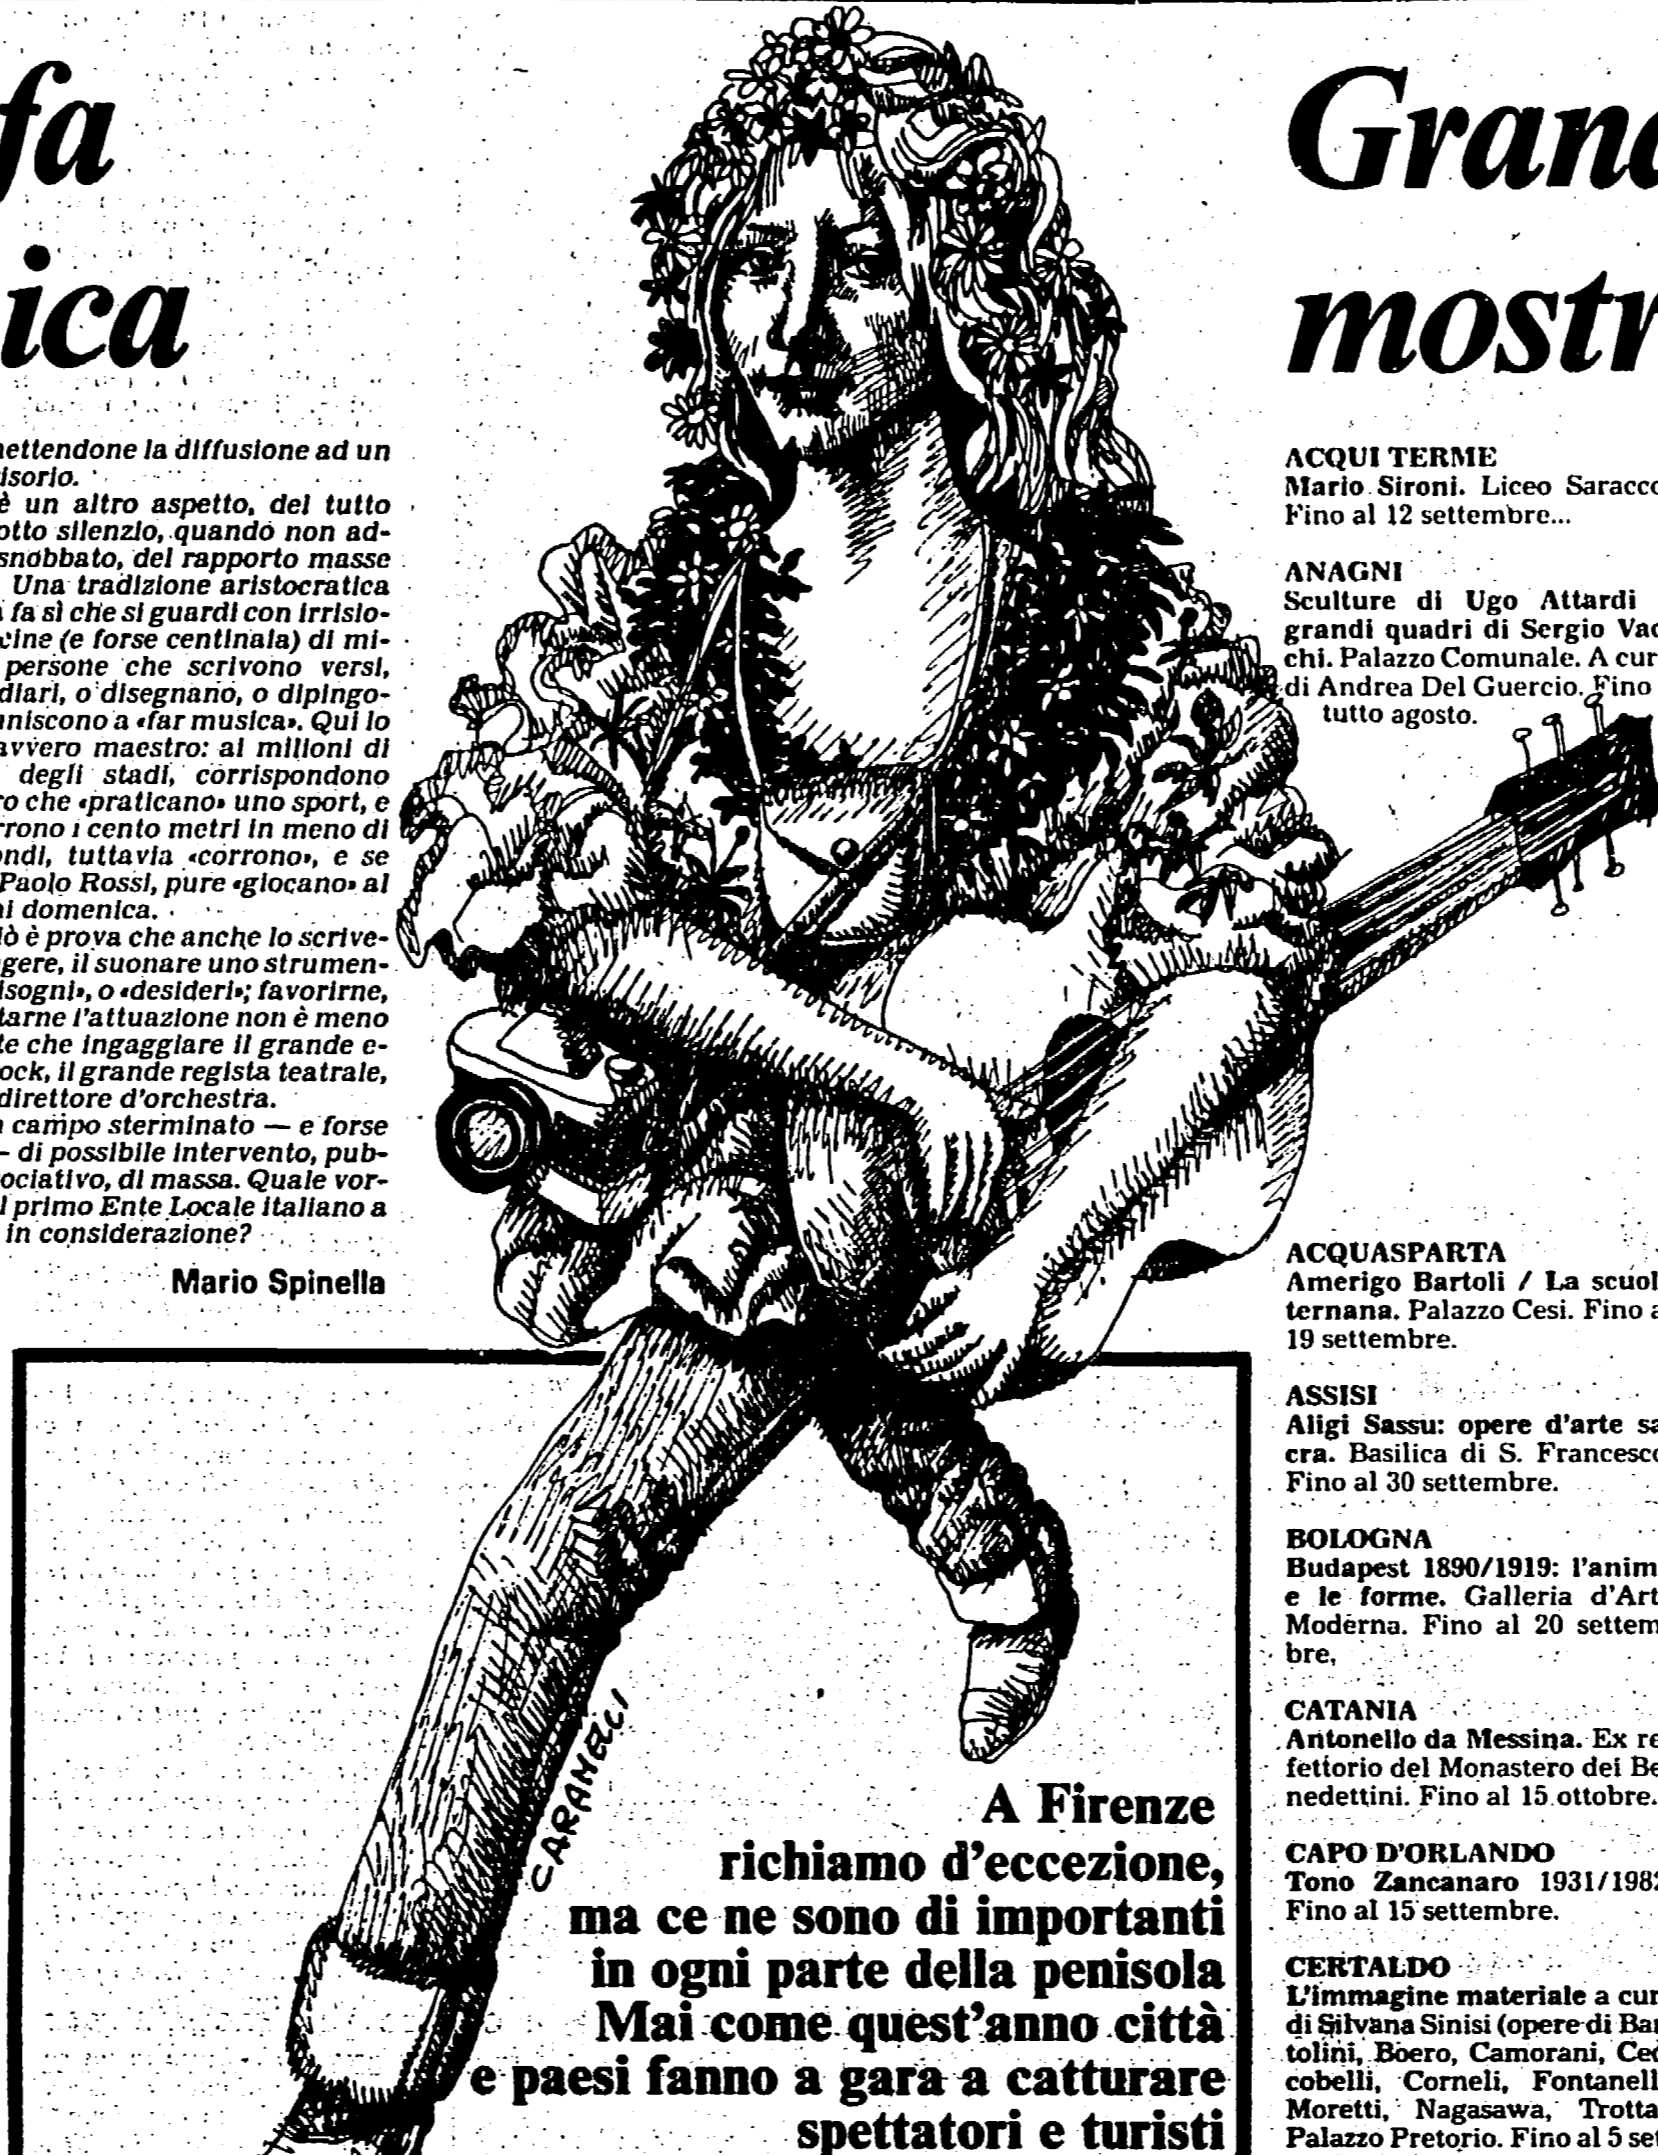 fa
ica
mettendone la diffusione ad un
isorio.
è un altro aspetto, del tutto
otto silenzio, quando non ad-
snobbato, del rapporto masse
Una tradizione aristocratica
fa sì che si guardi con irrisio-
cine (e forse centinaia) di mi-
persone che scrivono versi,
diari, o disegnano, o dipingo-
uniscono a «far musica». Qui lo
avvero maestro: ai milioni di
degli stadi, corrispondono
ro che «praticano» uno sport, e
rrono i cento metri in meno di
ondi, tuttavia «corrono», e se
Paolo Rossi, pure «giocano» al
ni domenica.
iò è prova che anche lo scrive-
gere, il suonare uno strumen-
isogni», o «desideri»; favorirne,
tarne l'attuazione non è meno
te che ingaggiare il grande e-
ock, il grande regista teatrale,
direttore d'orchestra.
n campo sterminato — e forse
— di possibile intervento, pub-
ociativo, di massa. Quale vor-
l primo Ente Locale italiano a
in considerazione?
Mario Spinella
CARAMELLI
A Firenze
richiamo d'eccezione,
ma ce ne sono di importanti
in ogni parte della penisola
Mai come quest'anno città
e paesi fanno a gara a catturare
spettatori e turisti
Grand
mostr
ACQUI TERME
Mario Sironi. Liceo Saracco
Fino al 12 settembre...
ANAGNI
Sculture di Ugo Attardi
grandi quadri di Sergio Vac
chi. Palazzo Comunale. A cur
di Andrea Del Guercio. Fino
tutto agosto.
ACQUASPARTA
Amerigo Bartoli / La scuol
ternana. Palazzo Cesi. Fino a
19 settembre.
ASSISI
Aligi Sassu: opere d'arte sa
cra. Basilica di S. Francesco
Fino al 30 settembre.
BOLOGNA
Budapest 1890/1919: l'anim
e le forme. Galleria d'Art
Moderna. Fino al 20 settem
bre,
CATANIA
Antonello da Messina. Ex re
fettorio del Monastero dei Be
nedettini. Fino al 15 ottobre.
CAPO D'ORLANDO
Tono Zancanaro 1931/1982
Fino al 15 settembre.
CERTALDO
L'immagine materiale a cur
di Silvana Sinisi (opere di Bar
tolini, Boero, Camorani, Cec
cobelli, Corneli, Fontanell
Moretti, Nagasawa, Trotta
Palazzo Pretorio. Fino al 5 set